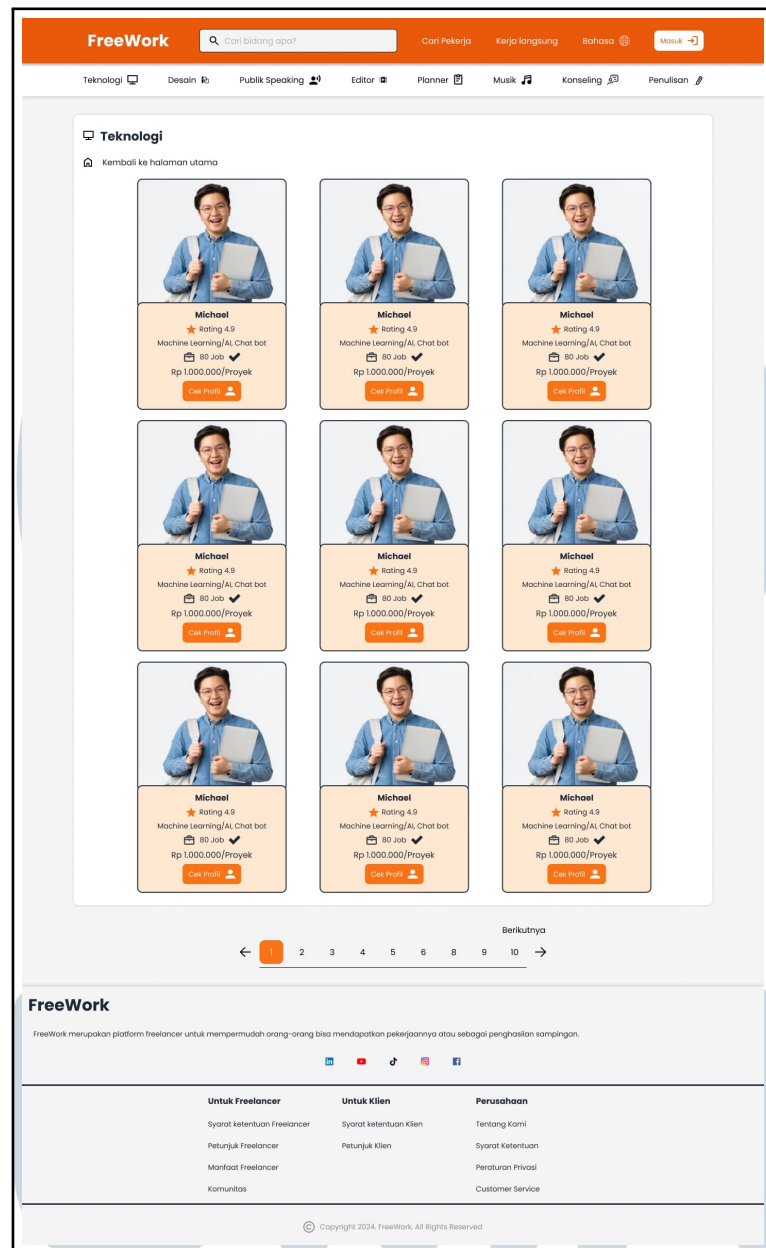 FreeWork Cari bidang apa? Cari Pekerja Kerja langsung Bahasa Masuk
Teknologi Desain Publik Speaking Editor Planner Musik Konseling Penulisan
Teknologi
Kembali ke halaman utama
Michael Michael Michael
Rating 4.9 Rating 4.9 Rating 4.9
Machine Learning/AI, Chat bot Machine Learning/AI, Chat bot Machine Learning/AI, Chat bot
80 Job 80 Job 80 Job
Rp 1.000.000/Proyek Rp 1.000.000/Proyek Rp 1.000.000/Proyek
Cek Profil Cek Profil Cek Profil
Michael Michael Michael
Rating 4.9 Rating 4.9 Rating 4.9
Machine Learning/AI, Chat bot Machine Learning/AI, Chat bot Machine Learning/AI, Chat bot
80 Job 80 Job 80 Job
Rp 1.000.000/Proyek Rp 1.000.000/Proyek Rp 1.000.000/Proyek
Cek Profil Cek Profil Cek Profil
Michael Michael Michael
Rating 4.9 Rating 4.9 Rating 4.9
Machine Learning/AI, Chat bot Machine Learning/AI, Chat bot Machine Learning/AI, Chat bot
80 Job 80 Job 80 Job
Rp 1.000.000/Proyek Rp 1.000.000/Proyek Rp 1.000.000/Proyek
Cek Profil Cek Profil Cek Profil
Berikutnya
1 2 3 4 5 6 8 9 10
FreeWork
FreeWork merupakan platform freelancer untuk mempermudah orang-orang bisa mendapatkan pekerjaannya atau sebagai penghasilan sampingan.
Untuk Freelancer Untuk Klien Perusahaan
Syarat ketentuan Freelancer Syarat ketentuan Klien Tentang Kami
Petunjuk Freelancer Petunjuk Klien Syarat Ketentuan
Manfaat Freelancer Peraturan Privasi
Komunitas Customer Service
© Copyright 2024. FreeWork. All Rights Reserved